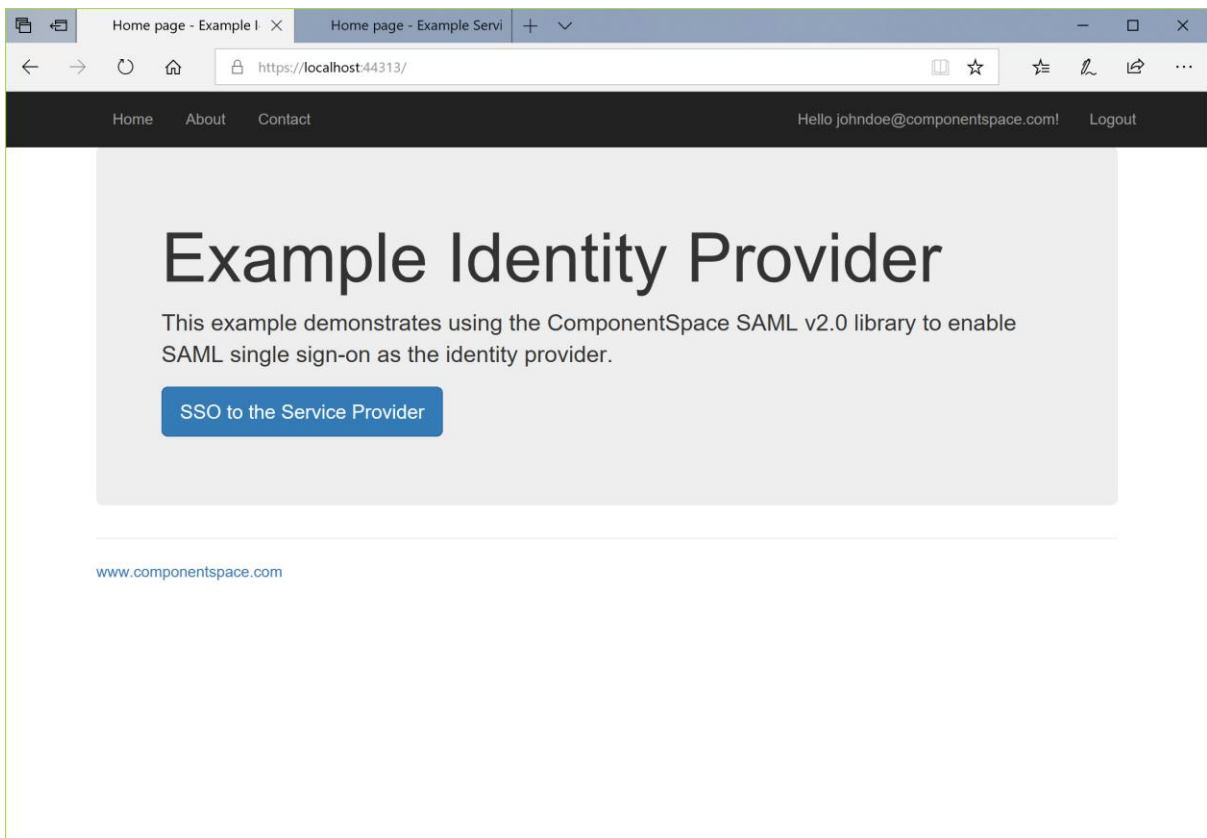 Home page - Example I
Home page - Example Servi
https://localhost:44313/
Home About Contact Hello johndoe@componentspace.com! Logout
Example Identity Provider
This example demonstrates using the ComponentSpace SAML v2.0 library to enable
SAML single sign-on as the identity provider.
SSO to the Service Provider
www.componentspace.com